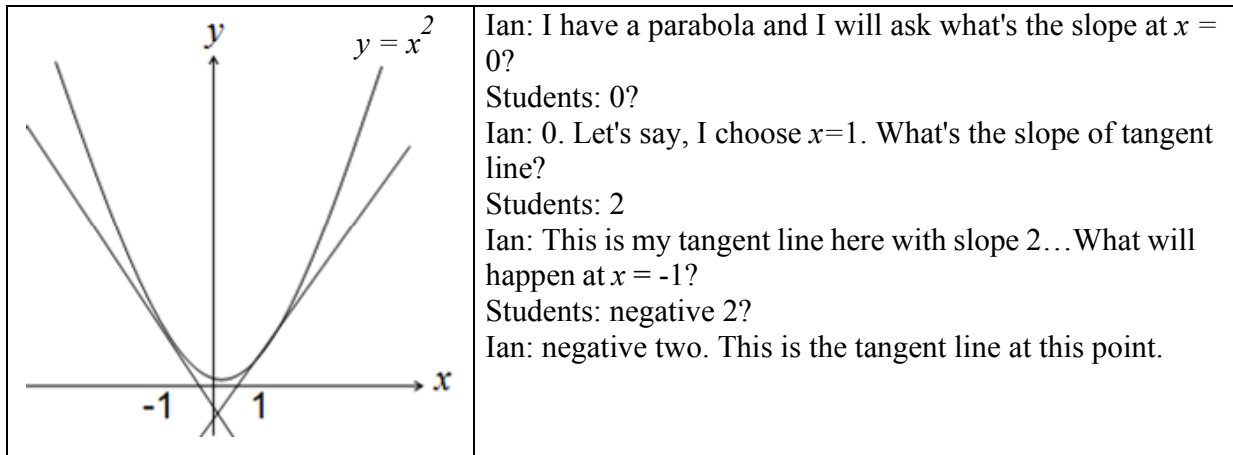 y
y = x²
x
-1
1
Ian: I have a parabola and I will ask what's the slope at x =
0?
Students: 0?
Ian: 0. Let's say, I choose x=1. What's the slope of tangent
line?
Students: 2
Ian: This is my tangent line here with slope 2…What will
happen at x = -1?
Students: negative 2?
Ian: negative two. This is the tangent line at this point.